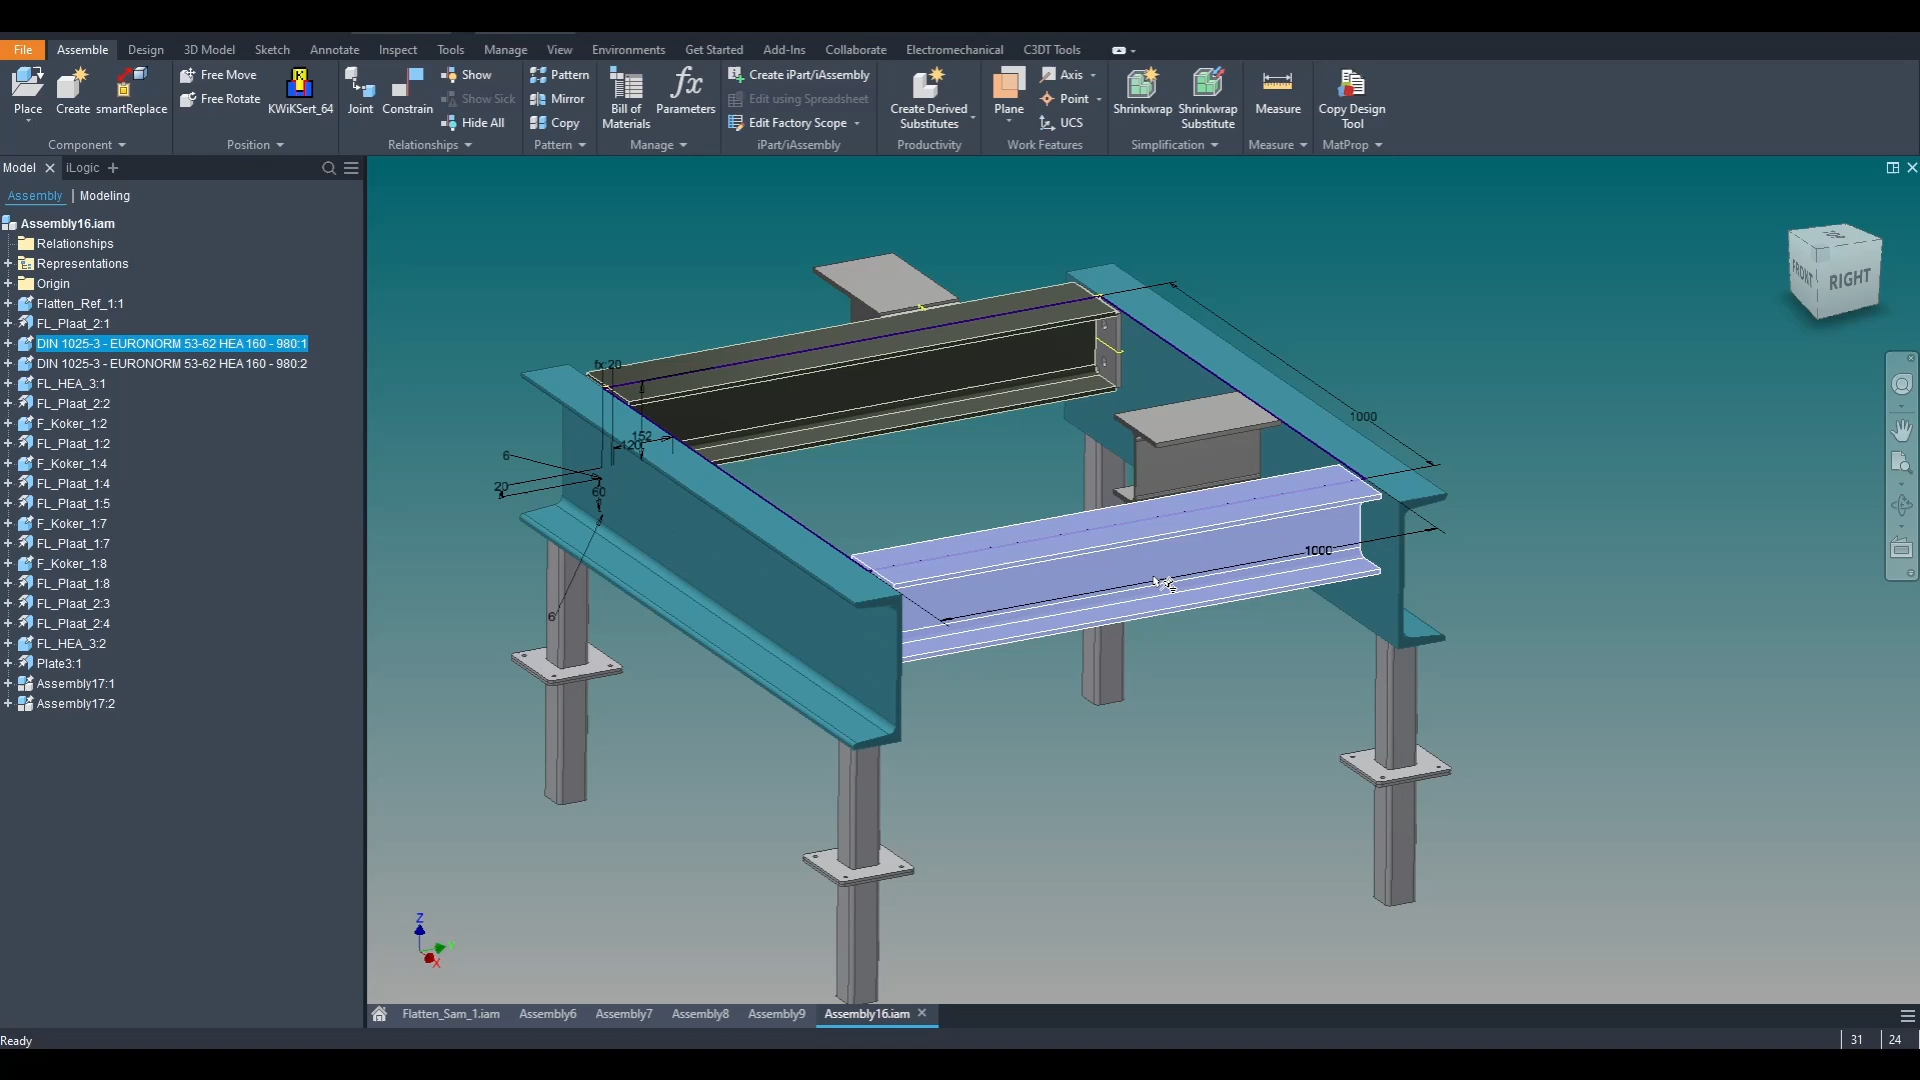 File Assemble Design 3D Model Sketch Annotate Inspect Tools Manage View Environments Get Started Add-Ins Collaborate Electromechanical C3DT Tools
Place
Create
smartReplace
Component
Free Move
Free Rotate
KWiKSert_64
Position
Joint
Constrain
Show
Show Sick
Hide All
Relationships
Pattern
Mirror
Copy
Pattern
Bill of
Materials
fx
Parameters
Manage
Create iPart/iAssembly
Edit using Spreadsheet
Edit Factory Scope
iPart/iAssembly
Create Derived
Substitutes
Productivity
Plane
Axis
Point
UCS
Work Features
Shrinkwrap
Shrinkwrap
Substitute
Simplification
Measure
Measure
Copy Design
Tool
MatProp
Model iLogic
Assembly | Modeling
Assembly16.iam
Relationships
Representations
Origin
Flatten_Ref_1:1
FL_Plaat_2:1
DIN 1025-3 - EURONORM 53-62 HEA 160 - 980:1
DIN 1025-3 - EURONORM 53-62 HEA 160 - 980:2
FL_HEA_3:1
FL_Plaat_2:2
F_Koker_1:2
FL_Plaat_1:2
F_Koker_1:4
FL_Plaat_1:4
FL_Plaat_1:5
F_Koker_1:7
FL_Plaat_1:7
F_Koker_1:8
FL_Plaat_1:8
FL_Plaat_2:3
FL_Plaat_2:4
FL_HEA_3:2
Plate3:1
Assembly17:1
Assembly17:2
FRONT
RIGHT
fx:20
152
120
6
20
60
6
1000
1000
Z
X
Flatten_Sam_1.iam Assembly6 Assembly7 Assembly8 Assembly9 Assembly16.iam
Ready
31 24